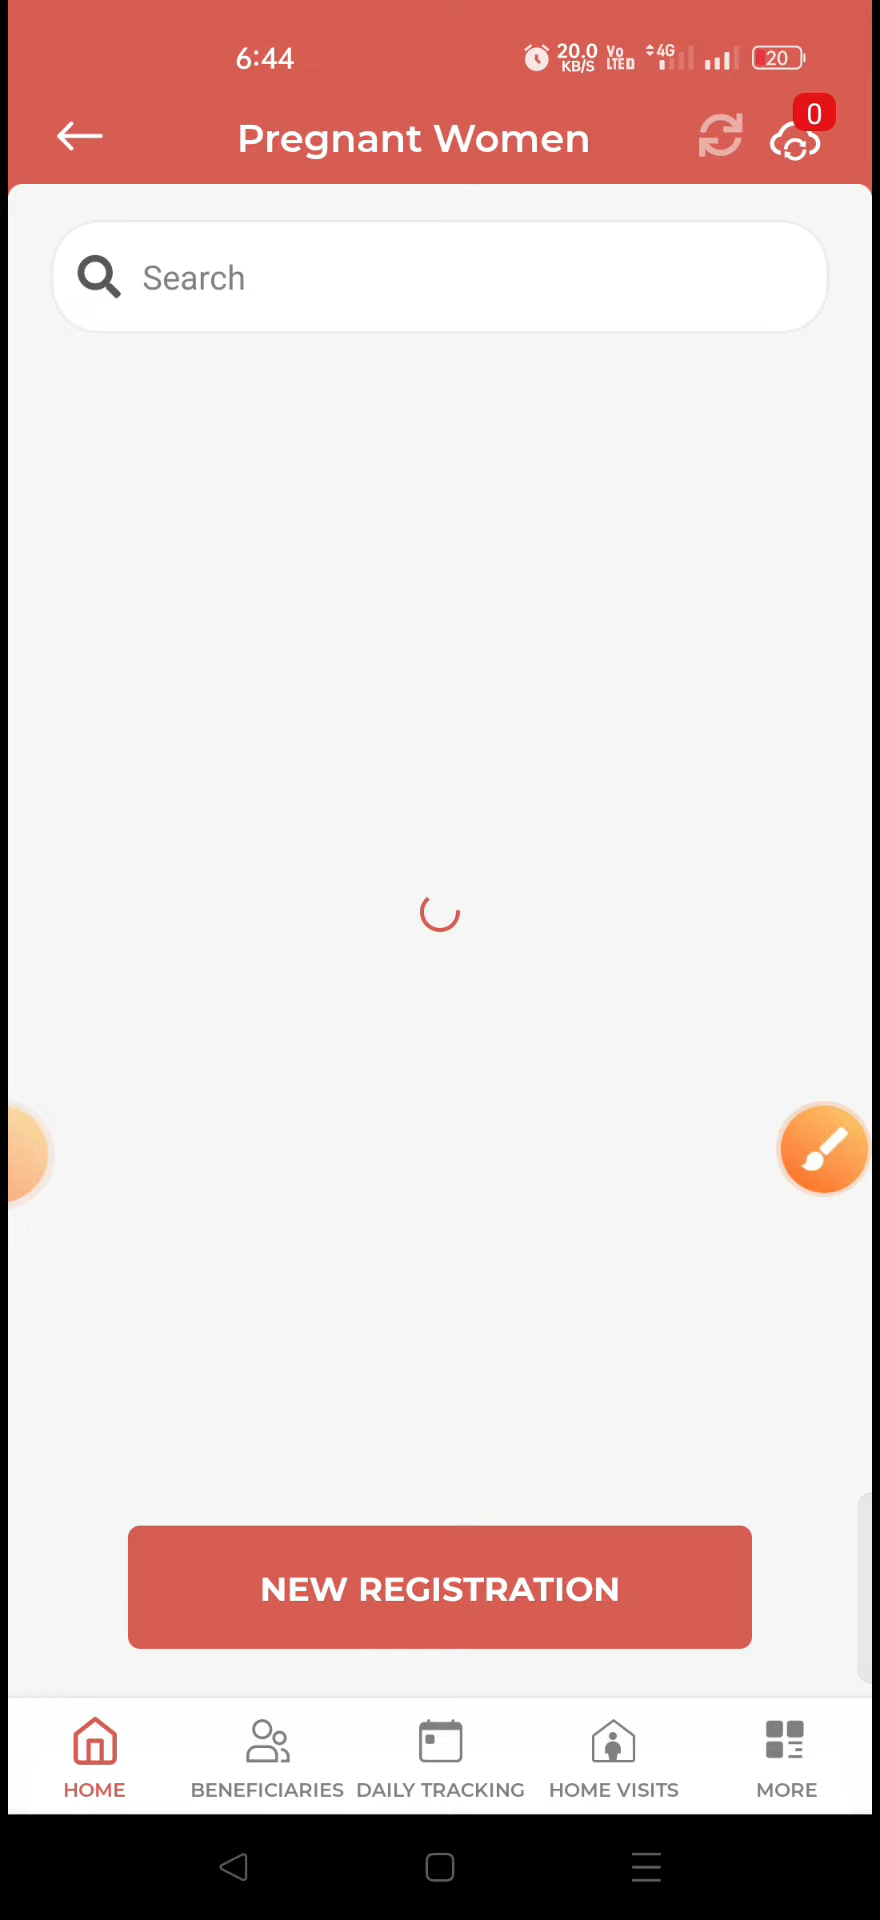 6:44
20.0
KB/S
Vo
LTED
4G
20
0
Pregnant Women
Search
NEW REGISTRATION
HOME
BENEFICIARIES
DAILY TRACKING
HOME VISITS
MORE